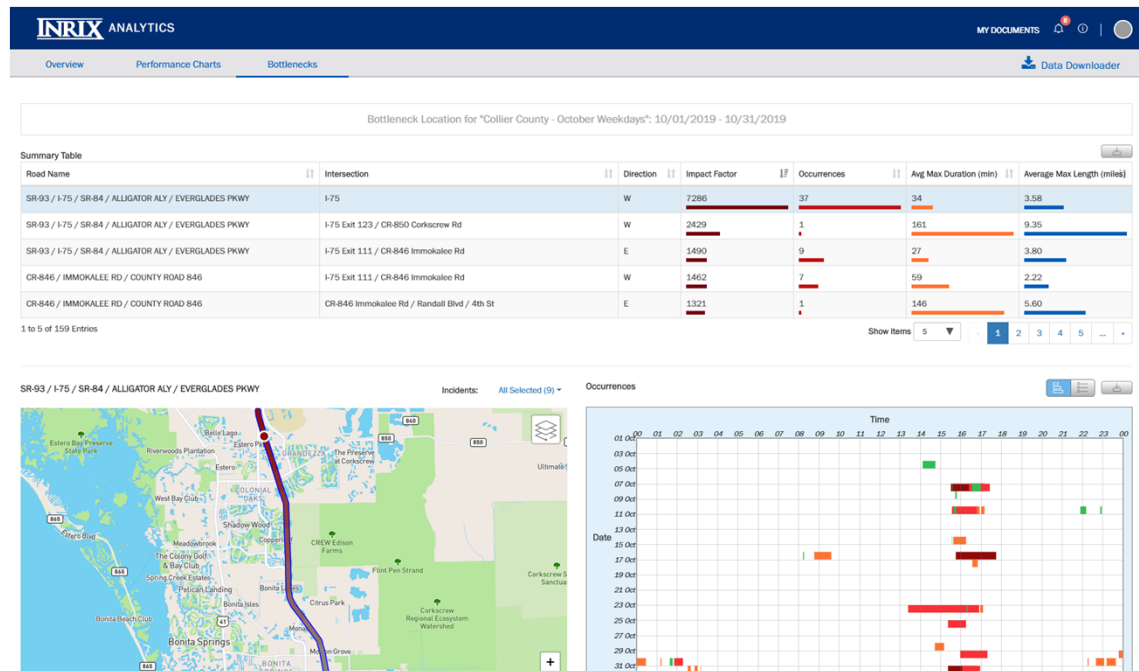 INRIX ANALYTICS
MY DOCUMENTS
Overview Performance Charts Bottlenecks Data Downloader
Bottleneck Location for "Collier County - October Weekdays": 10/01/2019 - 10/31/2019
Summary Table
Road Name Intersection Direction Impact Factor Occurrences Avg Max Duration (min) Average Max Length (miles)
SR-93 / I-75 / SR-84 / ALLIGATOR ALY / EVERGLADES PKWY I-75 W 7286 37 34 3.58
SR-93 / I-75 / SR-84 / ALLIGATOR ALY / EVERGLADES PKWY I-75 Exit 123 / CR-850 Corkscrew Rd W 2429 1 161 9.35
SR-93 / I-75 / SR-84 / ALLIGATOR ALY / EVERGLADES PKWY I-75 Exit 111 / CR-846 Immokalee Rd E 1490 9 27 3.80
CR-846 / IMMOKALEE RD / COUNTY ROAD 846 I-75 Exit 111 / CR-846 Immokalee Rd W 1462 7 59 2.22
CR-846 / IMMOKALEE RD / COUNTY ROAD 846 CR-846 Immokalee Rd / Randall Blvd / 4th St E 1321 1 146 5.60
1 to 5 of 159 Entries Show Items 5 1 2 3 4 5 ...
SR-93 / I-75 / SR-84 / ALLIGATOR ALY / EVERGLADES PKWY Incidents: All Selected (9)
840
Belle Lago
850
850
Estero Bay Preserve
State Park
Riverwoods Plantation
GRANDEZZA
The Preserve
at Corkscrew
Estero
COLONIAL
OAKS
West Bay Club
865
Shadow Wood
Estero Blvd
Meadowbrook
CREW Edison
Farms
The Colony Golf
& Bay Club
865
Flint Pen Strand
Spring Creek Estates
Pelican Landing
Bonita Isles
Citrus Park
Corkscrew
Regional Ecosystem
Watershed
Bonita Beach Club
41
Bonita Springs
Morton Grove
BONITA
865
+
Occurrences
Time
00 01 02 03 04 05 06 07 08 09 10 11 12 13 14 15 16 17 18 19 20 21 22 23 00
Date
01 Oct
03 Oct
05 Oct
07 Oct
09 Oct
11 Oct
13 Oct
15 Oct
17 Oct
19 Oct
21 Oct
23 Oct
25 Oct
27 Oct
29 Oct
31 Oct